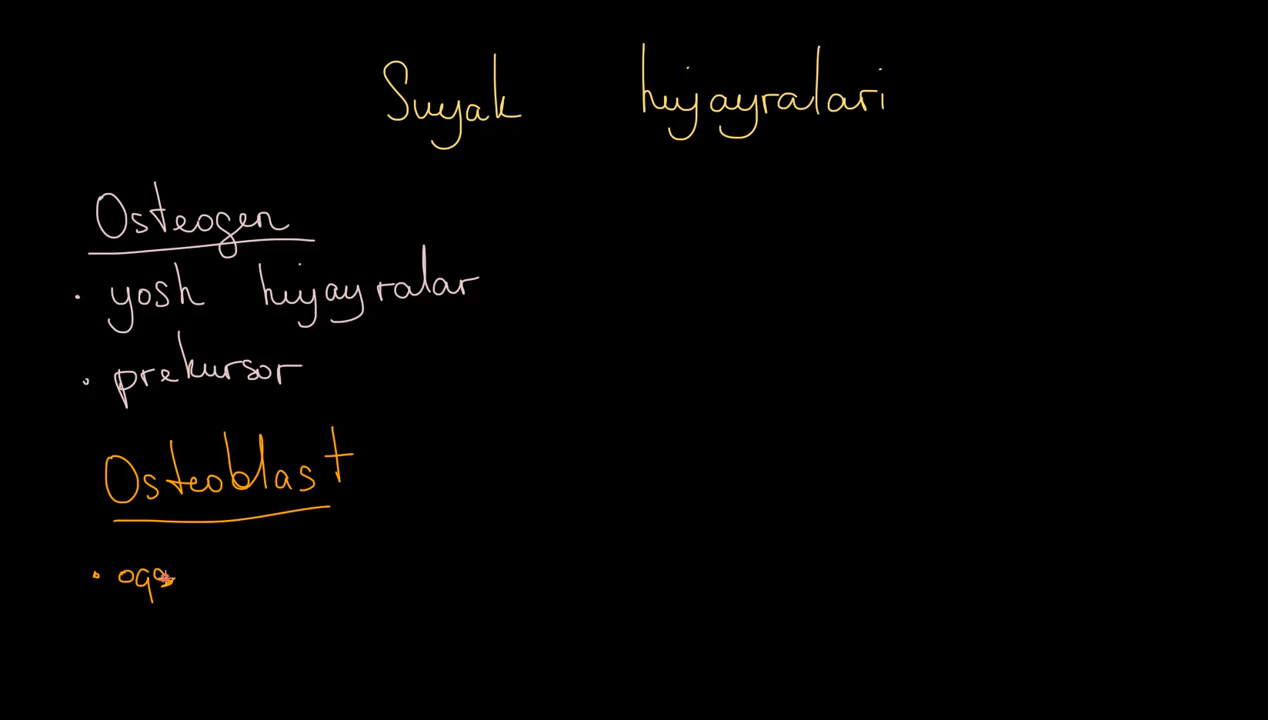 Suyak hujayralari
Osteogen
• yosh hujayralar
• prekursor
Osteoblast